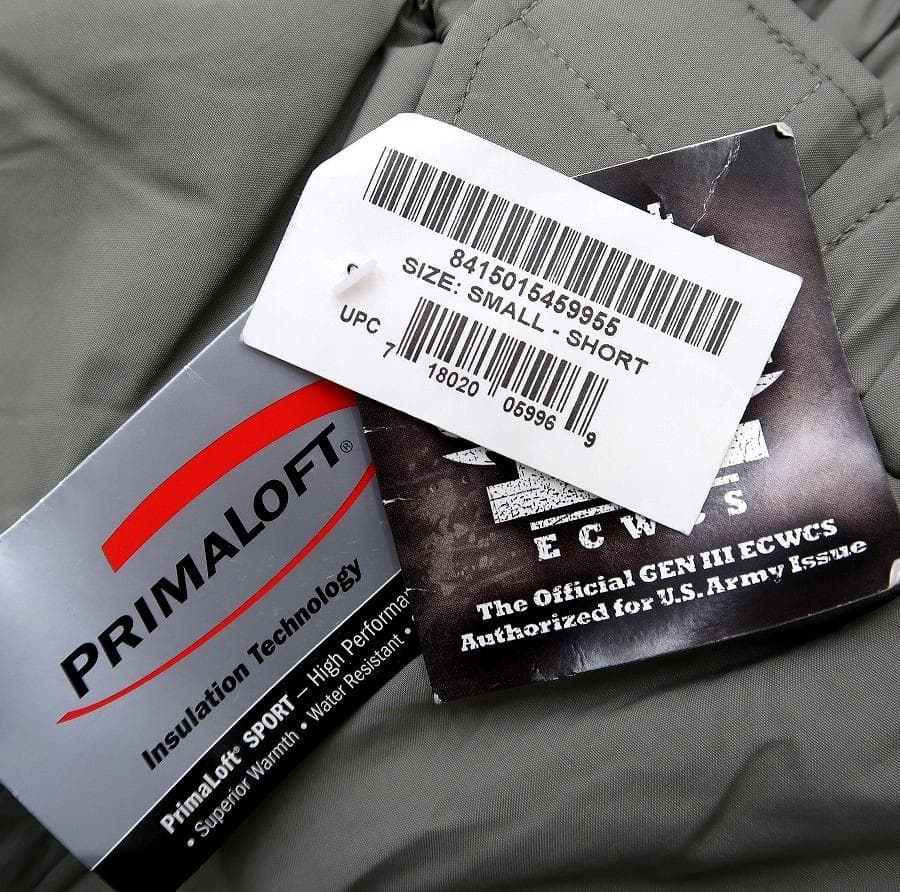 8415015459955
SIZE: SMALL - SHORT
UPC
7 18020 05996 9
PRIMALOFT®
Insulation Technology
PrimaLoft® SPORT — High Performa
• Superior Warmth • Water Resistant •
ECWCS
The Official GEN III ECWCS
Authorized for U.S. Army Issue